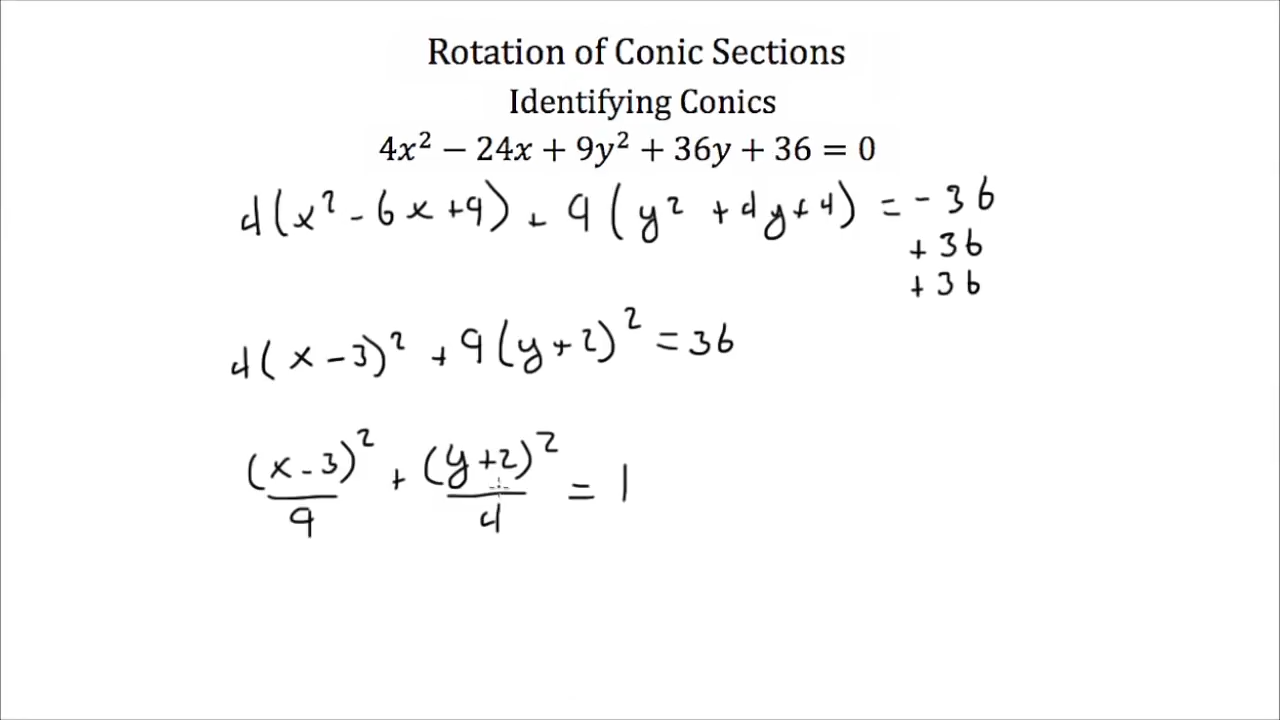 Rotation of Conic Sections
Identifying Conics
4x² − 24x + 9y² + 36y + 36 = 0
4(x² - 6x + 9) + 9(y² + 4y + 4) = -36
+36
+36
4(x - 3)² + 9(y + 2)² = 36
(x - 3)²/9 + (y + 2)²/4 = 1